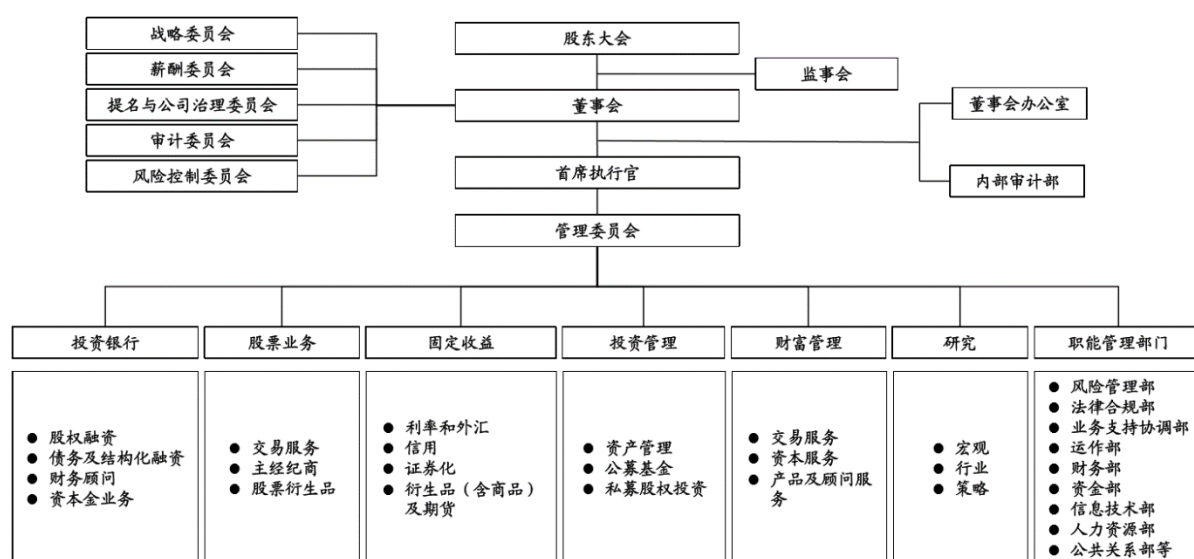 战略委员会
薪酬委员会
提名与公司治理委员会
审计委员会
风险控制委员会
股东大会
监事会
董事会
董事会办公室
首席执行官
内部审计部
管理委员会
投资银行
● 股权融资
● 债务及结构化融资
● 财务顾问
● 资本金业务
股票业务
● 交易服务
● 主经纪商
● 股票衍生品
固定收益
● 利率和外汇
● 信用
● 证券化
● 衍生品（含商品）
及期货
投资管理
● 资产管理
● 公募基金
● 私募股权投资
财富管理
● 交易服务
● 资本服务
● 产品及顾问服
务
研究
● 宏观
● 行业
● 策略
职能管理部门
● 风险管理部
● 法律合规部
● 业务支持协调部
● 运作部
● 财务部
● 资金部
● 信息技术部
● 人力资源部
● 公共关系部等